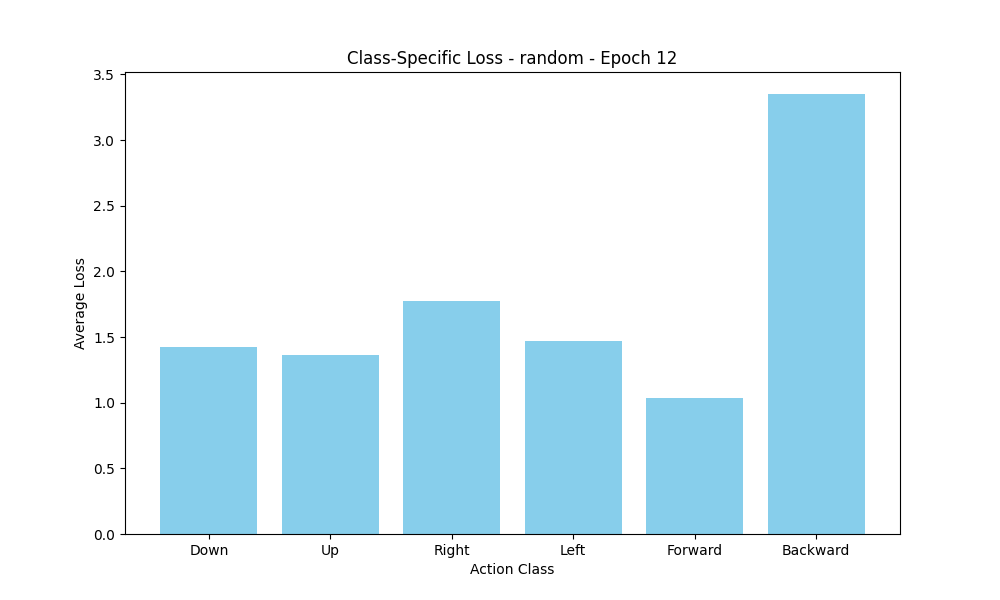 Class-Specific Loss - random - Epoch 12
3.5
3.0
2.5
2.0
1.5
1.0
0.5
0.0
Average Loss
Down Up Right Left Forward Backward
Action Class